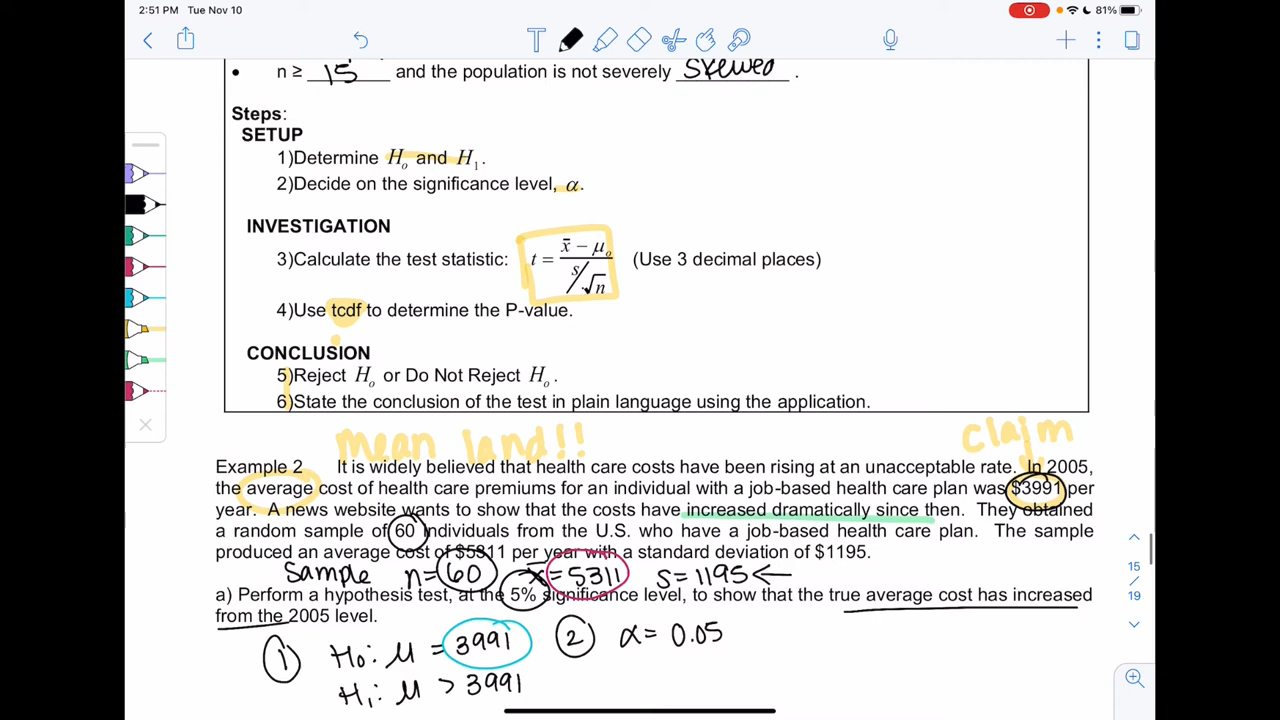 2:51 PM Tue Nov 10
81%
• n ≥ 15 and the population is not severely skewed .
Steps:
SETUP
1)Determine Ho and H1.
2)Decide on the significance level, α.
INVESTIGATION
3)Calculate the test statistic: t = x̄ − μo / s/√n (Use 3 decimal places)
4)Use tcdf to determine the P-value.
CONCLUSION
5)Reject Ho or Do Not Reject Ho.
6)State the conclusion of the test in plain language using the application.
mean land!! claim
Example 2 It is widely believed that health care costs have been rising at an unacceptable rate. In 2005,
the average cost of health care premiums for an individual with a job-based health care plan was $3991 per
year. A news website wants to show that the costs have increased dramatically since then. They obtained
a random sample of 60 individuals from the U.S. who have a job-based health care plan. The sample
produced an average cost of $5311 per year with a standard deviation of $1195.
Sample n=60 x̄=5311 s=1195←
a) Perform a hypothesis test, at the 5% significance level, to show that the true average cost has increased
from the 2005 level.
① Ho: μ = 3991 ② α= 0.05
H1: μ > 3991
15
/
19